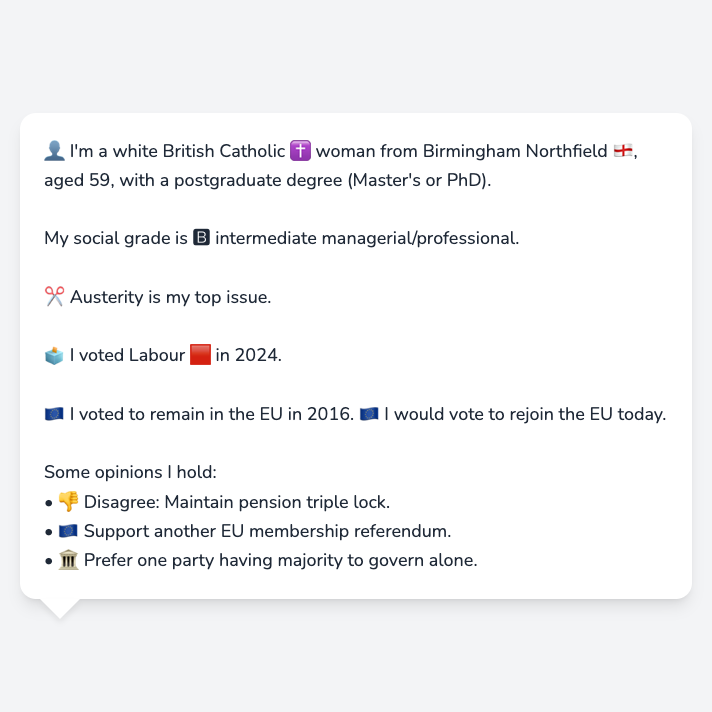 👤 I'm a white British Catholic ✝️ woman from Birmingham Northfield 🏴󠁧󠁢󠁥󠁮󠁧󠁿,
aged 59, with a postgraduate degree (Master's or PhD).
My social grade is 🅱 intermediate managerial/professional.
✂️ Austerity is my top issue.
🗳️ I voted Labour 🟥 in 2024.
🇪🇺 I voted to remain in the EU in 2016. 🇪🇺 I would vote to rejoin the EU today.
Some opinions I hold:
• 👎 Disagree: Maintain pension triple lock.
• 🇪🇺 Support another EU membership referendum.
• 🏛️ Prefer one party having majority to govern alone.